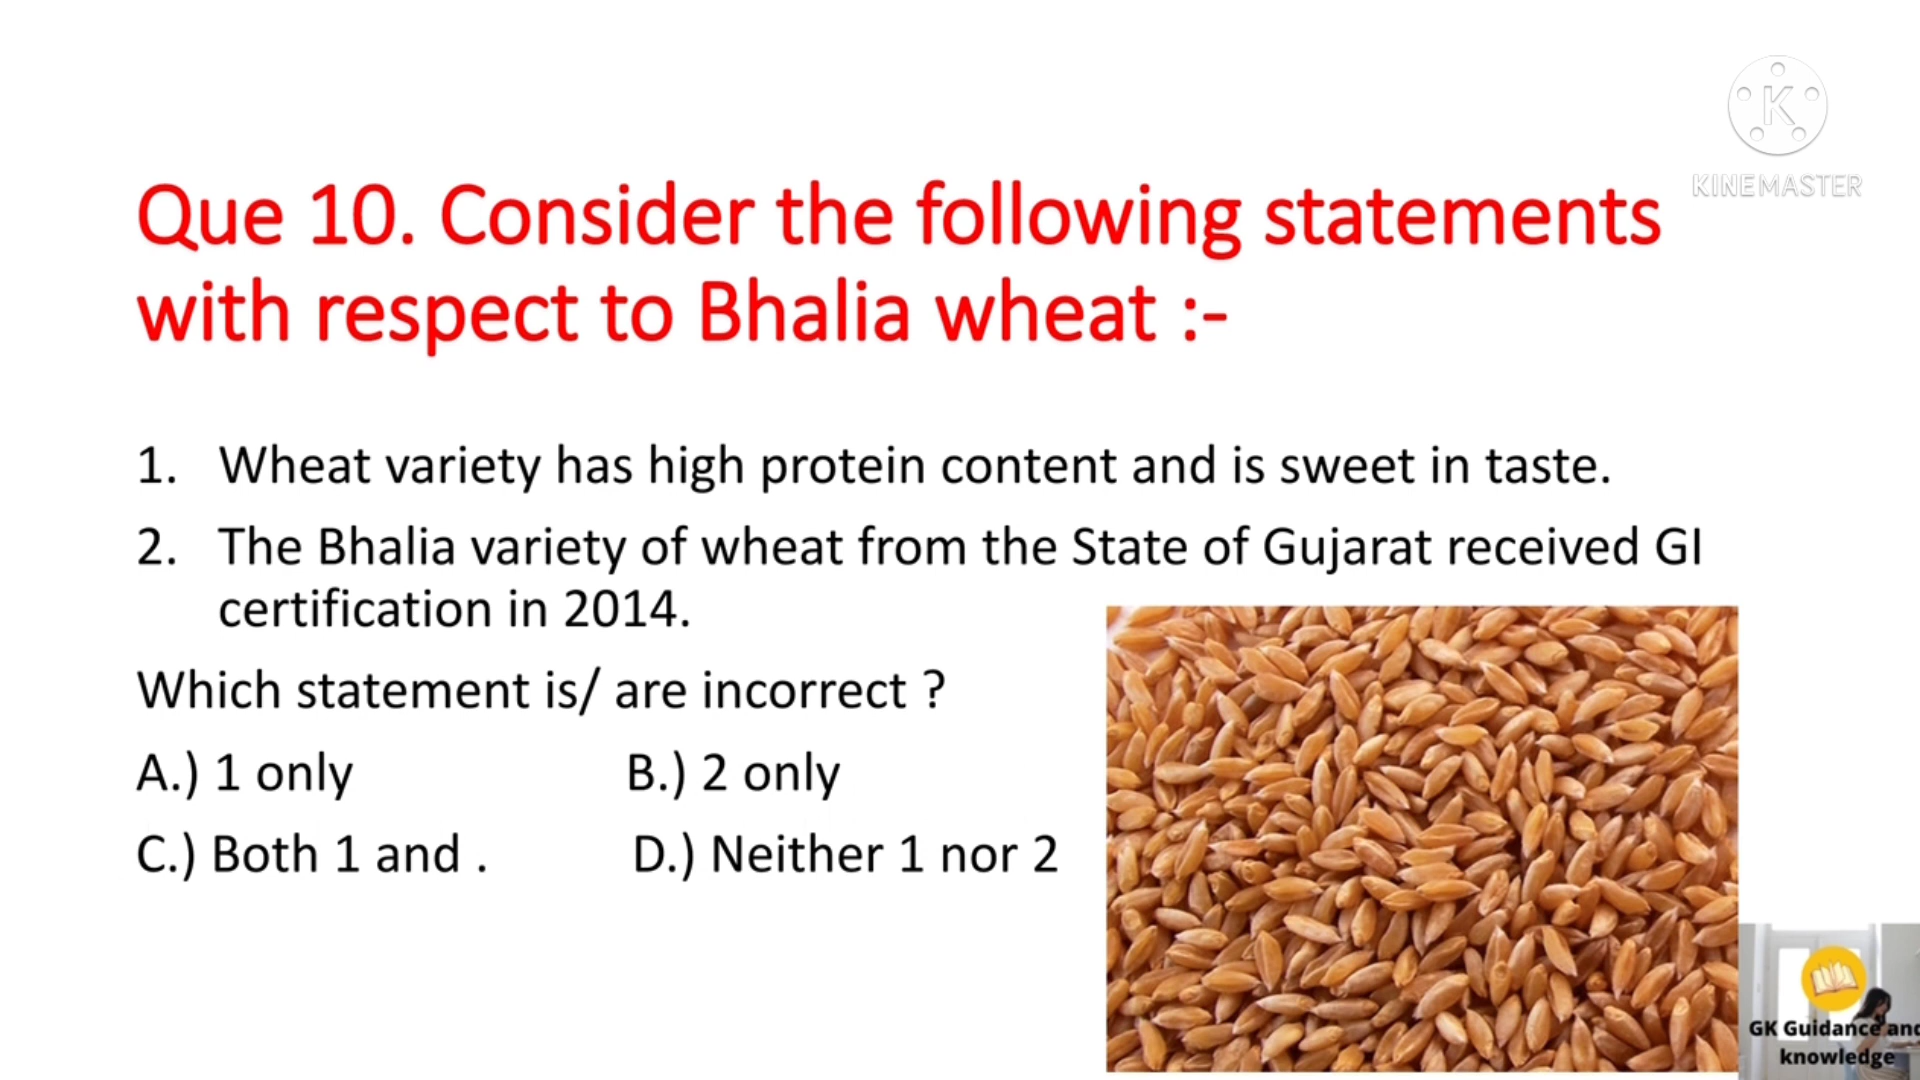 K
KINEMASTER
Que 10. Consider the following statements
with respect to Bhalia wheat :-
1. Wheat variety has high protein content and is sweet in taste.
2. The Bhalia variety of wheat from the State of Gujarat received GI
certification in 2014.
Which statement is/ are incorrect ?
A.) 1 only B.) 2 only
C.) Both 1 and . D.) Neither 1 nor 2
GK Guidance and
knowledge